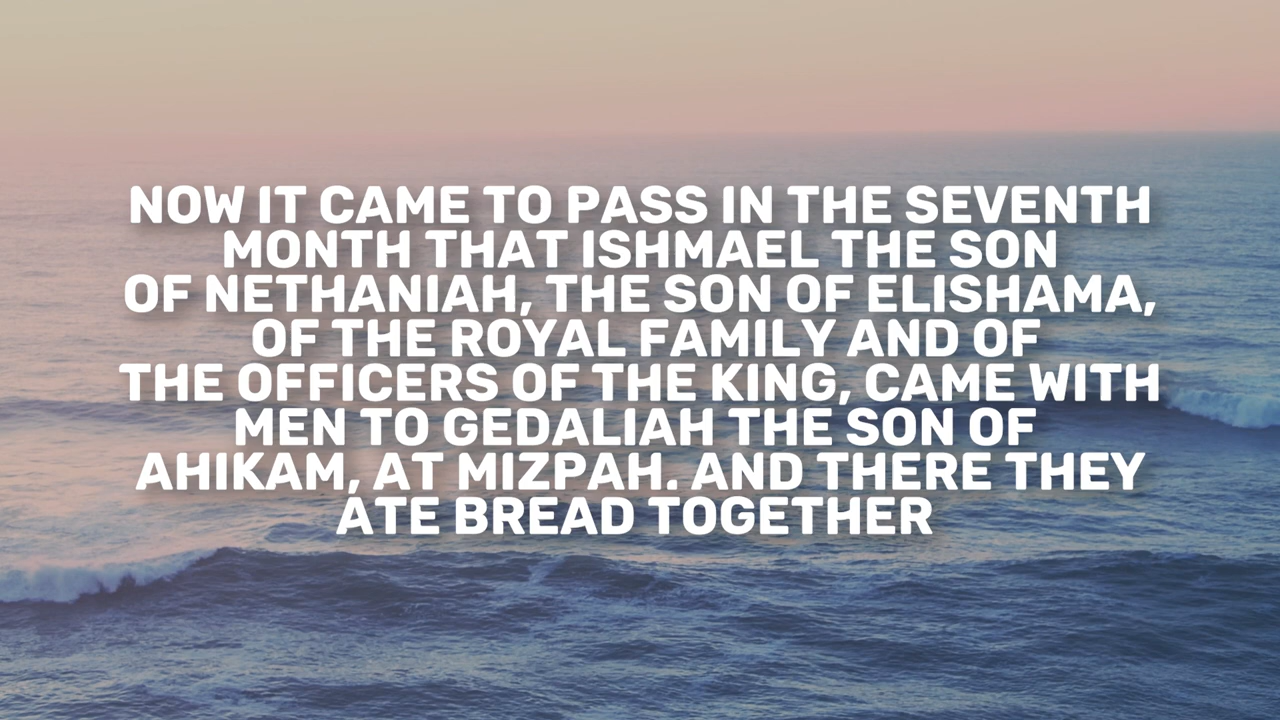 NOW IT CAME TO PASS IN THE SEVENTH
MONTH THAT ISHMAEL THE SON
OF NETHANIAH, THE SON OF ELISHAMA,
OF THE ROYAL FAMILY AND OF
THE OFFICERS OF THE KING, CAME WITH
MEN TO GEDALIAH THE SON OF
AHIKAM, AT MIZPAH. AND THERE THEY
ATE BREAD TOGETHER